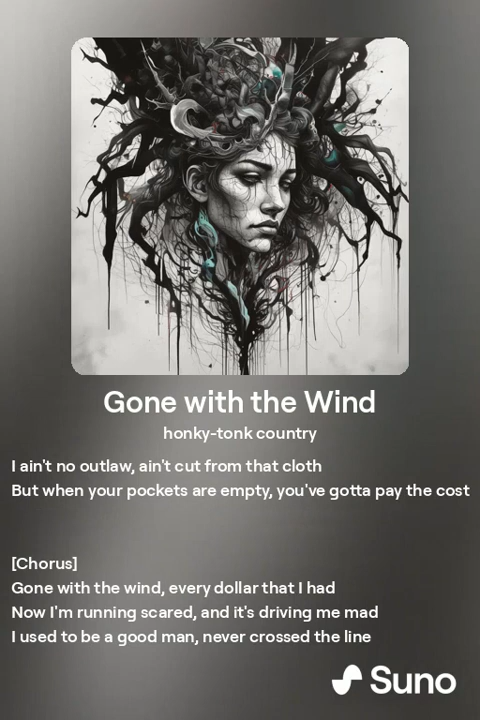 Gone with the Wind
honky-tonk country
I ain't no outlaw, ain't cut from that cloth
But when your pockets are empty, you've gotta pay the cost
[Chorus]
Gone with the wind, every dollar that I had
Now I'm running scared, and it's driving me mad
I used to be a good man, never crossed the line
Suno